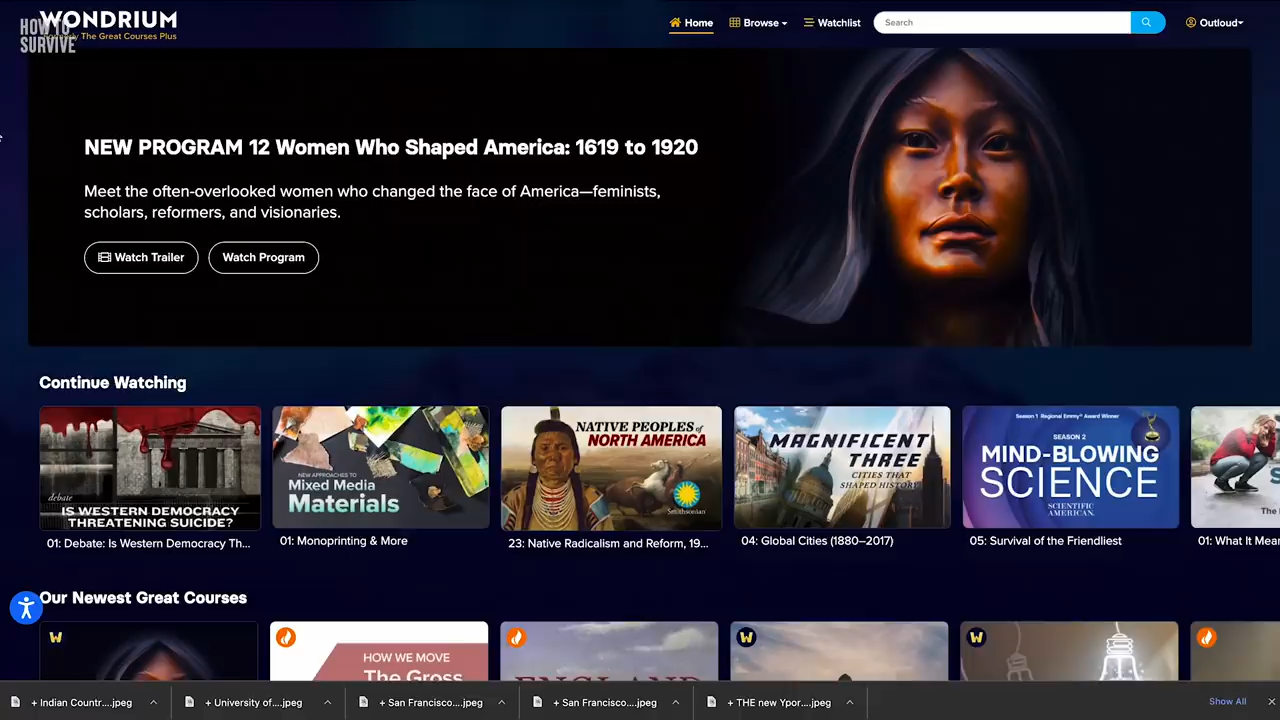 WONDRIUM
The Great Courses Plus
HOW TO
SURVIVE
Home
Browse
Watchlist
Search
Outloud
NEW PROGRAM 12 Women Who Shaped America: 1619 to 1920
Meet the often-overlooked women who changed the face of America—feminists,
scholars, reformers, and visionaries.
Watch Trailer
Watch Program
Continue Watching
debate
IS WESTERN DEMOCRACY
THREATENING SUICIDE?
NEW APPROACHES TO
Mixed Media
Materials
NATIVE PEOPLES of
NORTH AMERICA
Smithsonian
MAGNIFICENT
THREE
CITIES THAT
SHAPED HISTORY
Season 1 Regional Emmy® Award Winner
SEASON 2
MIND-BLOWING
SCIENCE
SCIENTIFIC
AMERICAN.
01: Debate: Is Western Democracy Th...
01: Monoprinting & More
23: Native Radicalism and Reform, 19...
04: Global Cities (1880–2017)
05: Survival of the Friendliest
01: What It Mean
Our Newest Great Courses
W
HOW WE MOVE
The Gross
ENGLAND
W
W
+ Indian Countr....jpeg
+ University of...jpeg
+ San Francisco....jpeg
+ San Francisco....jpeg
+ THE new Ypor....jpeg
Show All